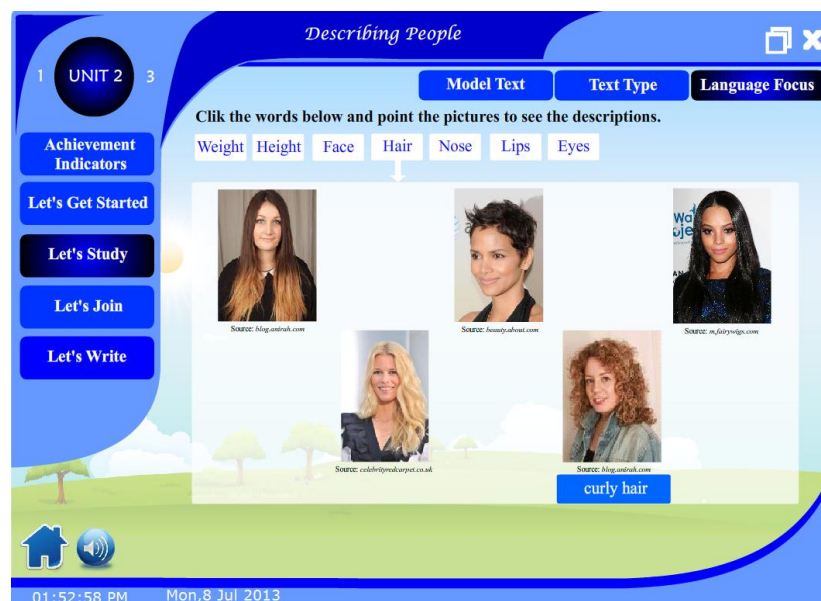 Describing People
1 UNIT 2 3
Model Text Text Type Language Focus
Clik the words below and point the pictures to see the descriptions.
Achievement
Indicators
Let's Get Started
Let's Study
Let's Join
Let's Write
Weight Height Face Hair Nose Lips Eyes
Source: blog.anirah.com
Source: beauty.about.com
Source: m.fairywigs.com
Source: celebrityredcarpet.co.uk
Source: blog.anirah.com
curly hair
01:52:58 PM Mon,8 Jul 2013